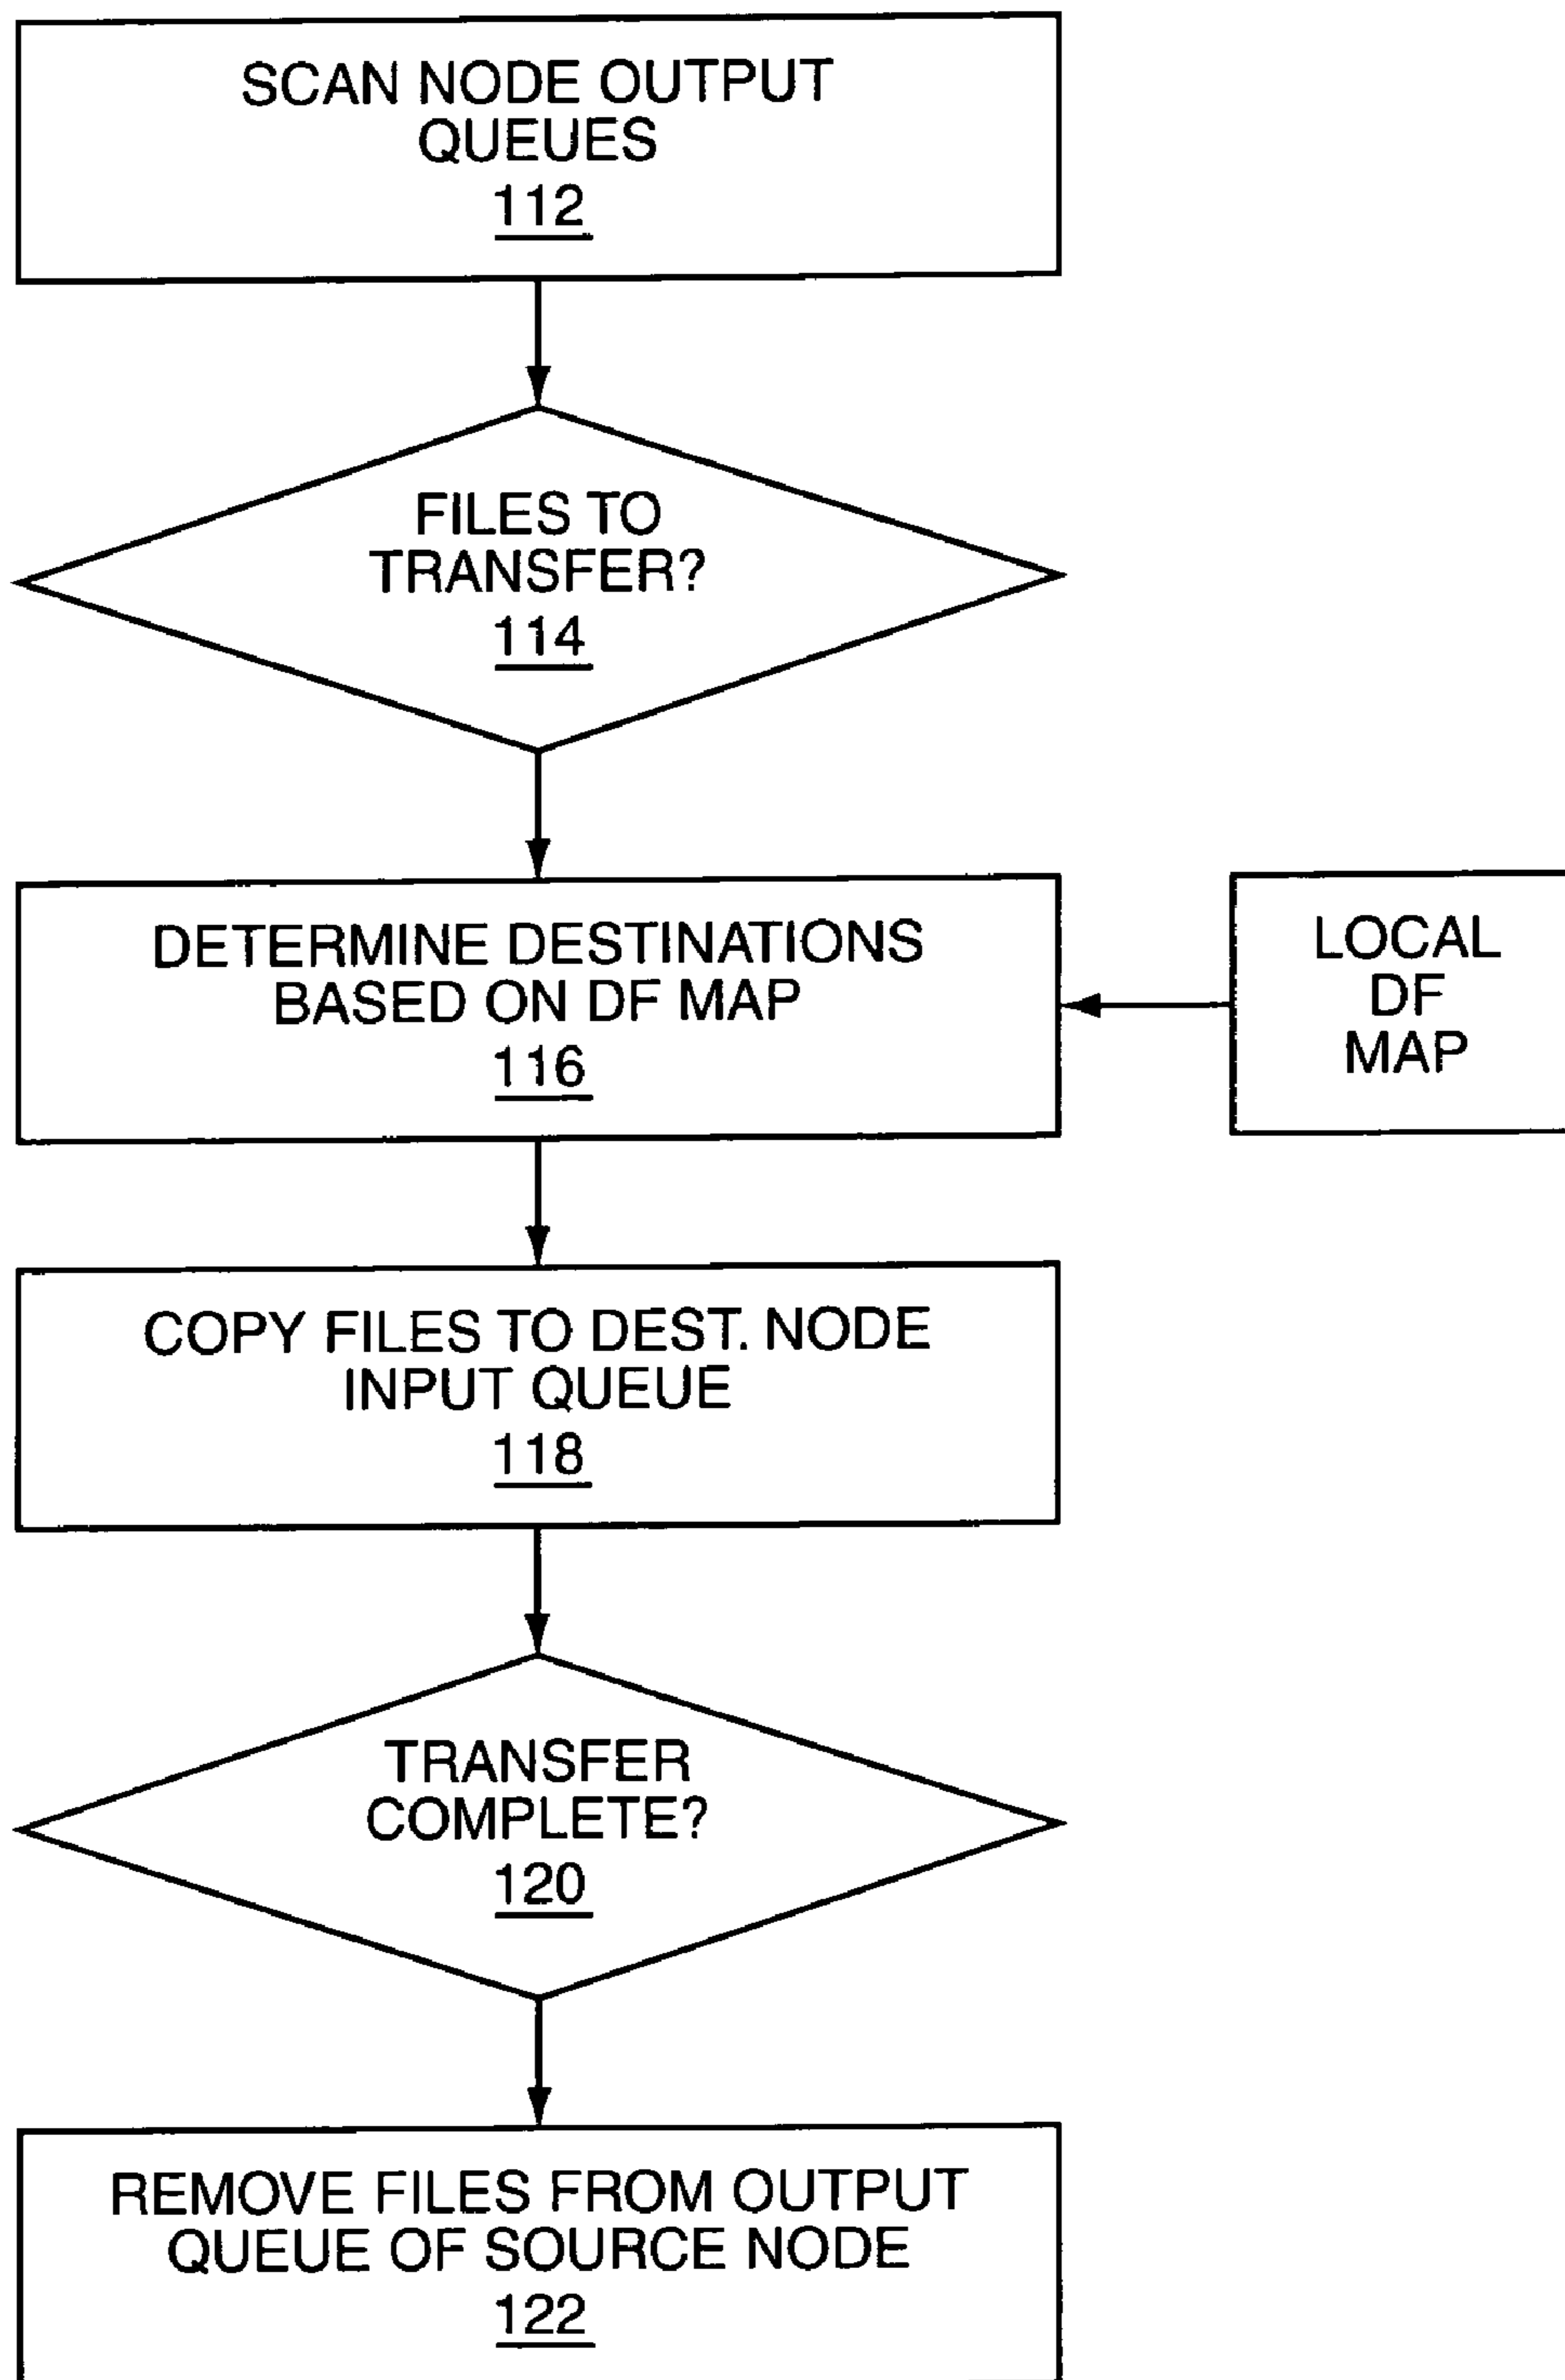 SCAN NODE OUTPUT
QUEUES
112
FILES TO
TRANSFER?
114
DETERMINE DESTINATIONS
BASED ON DF MAP
116
LOCAL
DF
MAP
COPY FILES TO DEST. NODE
INPUT QUEUE
118
TRANSFER
COMPLETE?
120
REMOVE FILES FROM OUTPUT
QUEUE OF SOURCE NODE
122